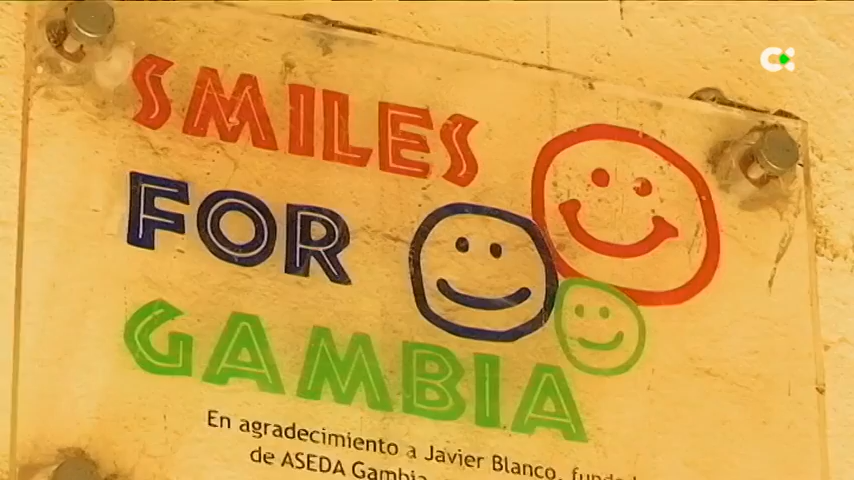 SMILES
FOR
GAMBIA
En agradecimiento a Javier Blanco,
de ASEDA Gambia